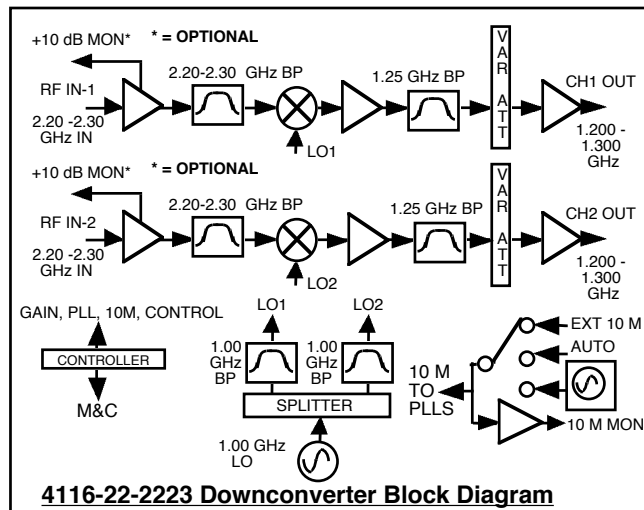 +10 dB MON*
* = OPTIONAL
RF IN-1
2.20 -2.30
GHz IN
2.20-2.30 GHz BP
LO1
1.25 GHz BP
VAR ATT
CH1 OUT
1.200 -
1.300
GHz
+10 dB MON*
* = OPTIONAL
RF IN-2
2.20 -2.30
GHz IN
2.20-2.30 GHz BP
LO2
1.25 GHz BP
VAR ATT
CH2 OUT
1.200 -
1.300
GHz
GAIN, PLL, 10M, CONTROL
CONTROLLER
M&C
LO1
LO2
1.00
GHz
BP
1.00
GHz
BP
SPLITTER
1.00 GHz
LO
10 M
TO
PLLS
EXT 10 M
AUTO
10 M MON
4116-22-2223 Downconverter Block Diagram